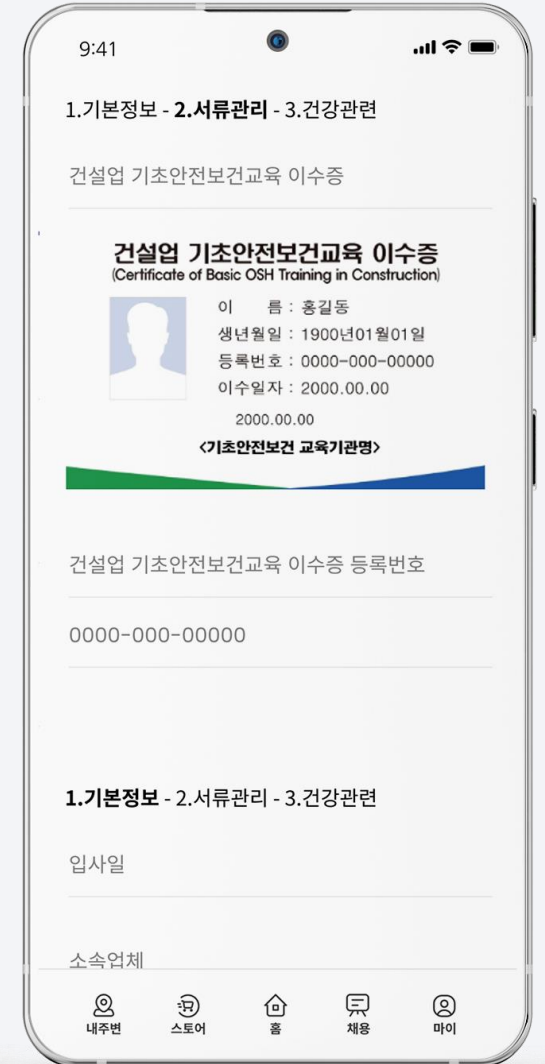 9:41
1.기본정보 - 2.서류관리 - 3.건강관련
건설업 기초안전보건교육 이수증
건설업 기초안전보건교육 이수증
(Certificate of Basic OSH Training in Construction)
이 름 : 홍길동
생년월일 : 1900년01월01일
등록번호 : 0000-000-00000
이수일자 : 2000.00.00
2000.00.00
<기초안전보건 교육기관명>
건설업 기초안전보건교육 이수증 등록번호
0000-000-00000
1.기본정보 - 2.서류관리 - 3.건강관련
입사일
소속업체
내주변 스토어 홈 채용 마이